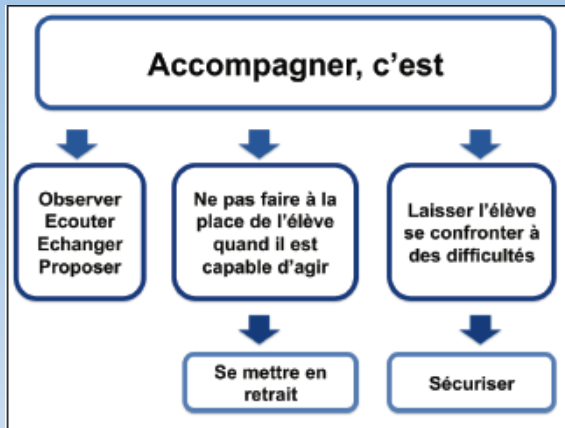 Accompagner, c'est
Observer
Ecouter
Echanger
Proposer
Ne pas faire à la
place de l'élève
quand il est
capable d'agir
Laisser l'élève
se confronter à
des difficultés
Se mettre en
retrait
Sécuriser